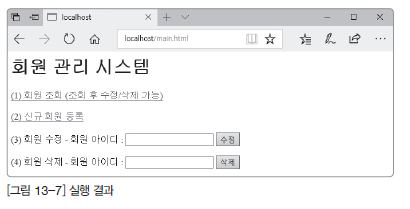 localhost
localhost/main.html
회원 관리 시스템
(1) 회원 조회 (조회 후 수정/삭제 가능)
(2) 신규 회원 등록
(3) 회원 수정 - 회원 아이디 : 수정
(4) 회원 삭제 - 회원 아이디 : 삭제
[그림 13-7] 실행 결과